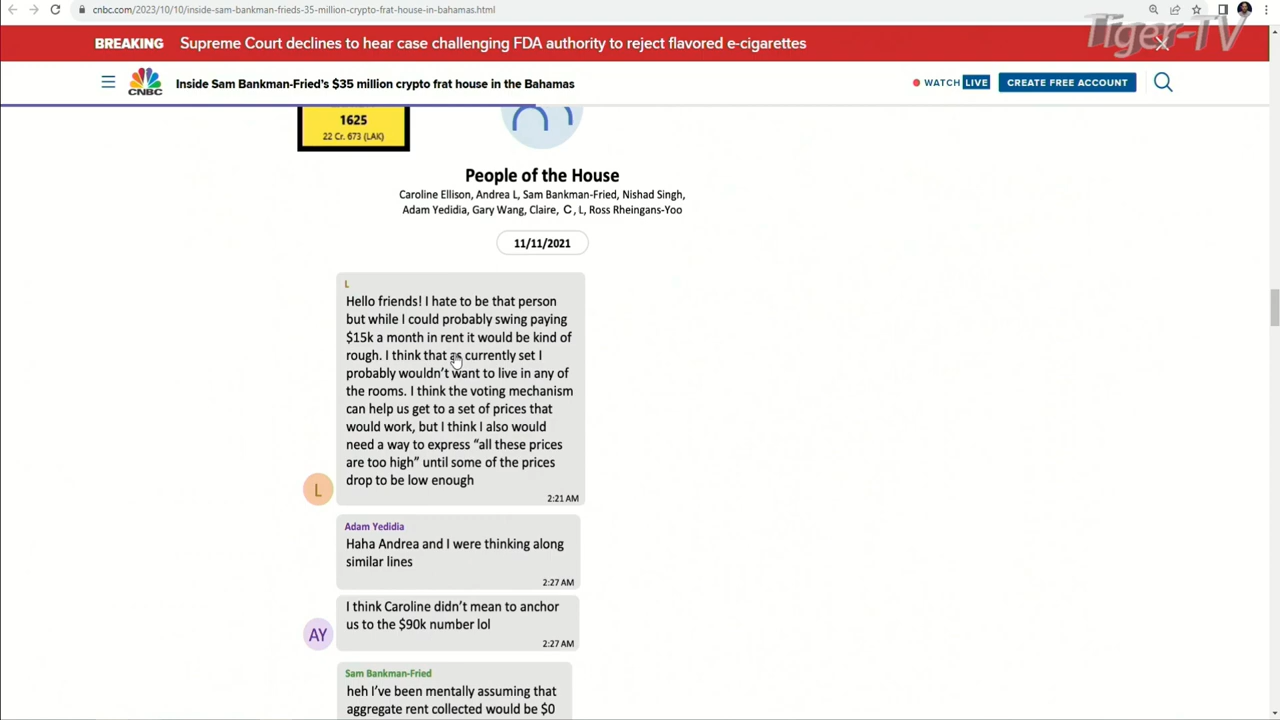 cnbc.com/2023/10/10/inside-sam-bankman-frieds-35-million-crypto-frat-house-in-bahamas.html
BREAKING Supreme Court declines to hear case challenging FDA authority to reject flavored e-cigarettes
Tiger-TV
CNBC
Inside Sam Bankman-Fried's $35 million crypto frat house in the Bahamas
WATCH LIVE
CREATE FREE ACCOUNT
1625
22 Cr. 673 (LAK)
People of the House
Caroline Ellison, Andrea L, Sam Bankman-Fried, Nishad Singh,
Adam Yedidia, Gary Wang, Claire, C, L, Ross Rheingans-Yoo
11/11/2021
L
Hello friends! I hate to be that person
but while I could probably swing paying
$15k a month in rent it would be kind of
rough. I think that as currently set I
probably wouldn't want to live in any of
the rooms. I think the voting mechanism
can help us get to a set of prices that
would work, but I think I also would
need a way to express "all these prices
are too high" until some of the prices
drop to be low enough
L
2:21 AM
Adam Yedidia
Haha Andrea and I were thinking along
similar lines
2:27 AM
I think Caroline didn't mean to anchor
us to the $90k number lol
AY
2:27 AM
Sam Bankman-Fried
heh I've been mentally assuming that
aggregate rent collected would be $0